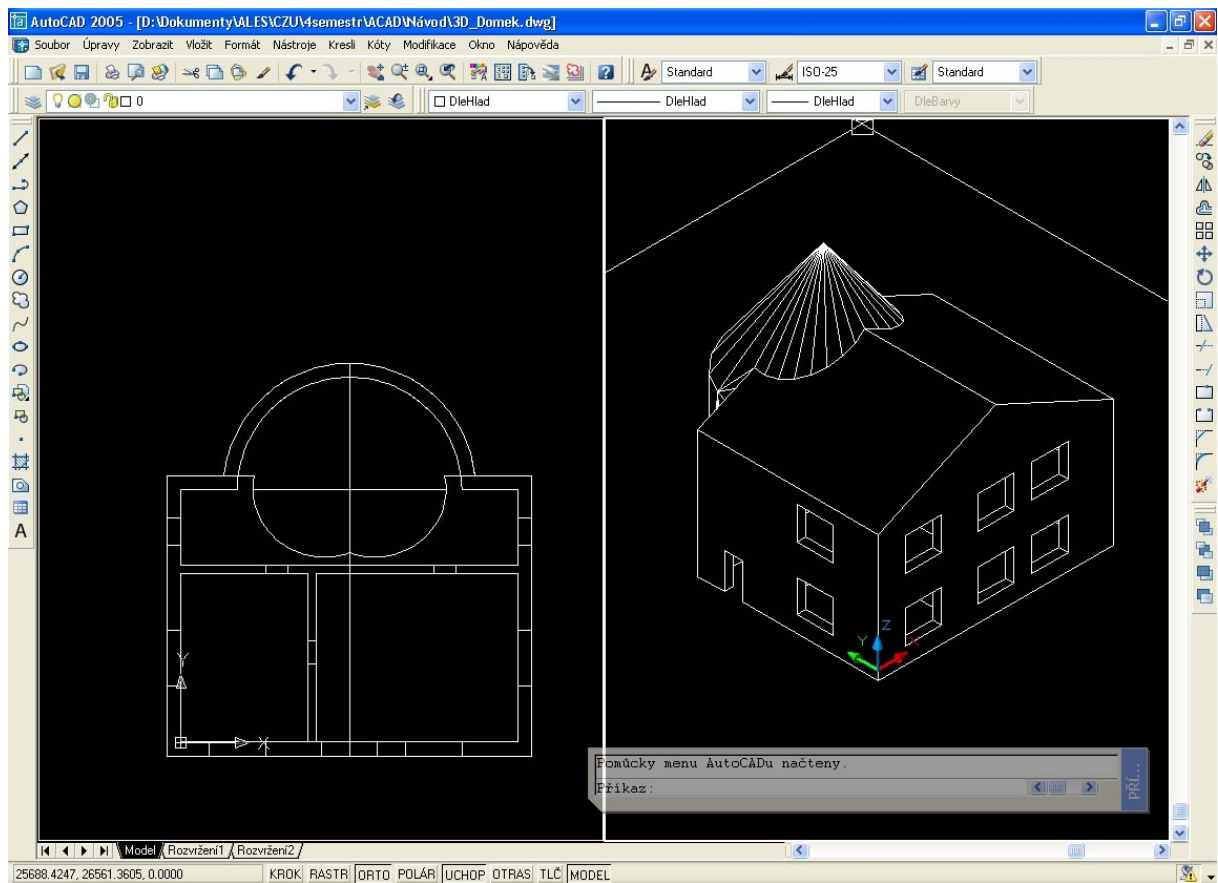 AutoCAD 2005 - [D:\Dokumenty\ALES\CZU\4semestr\ACAD\Návod\3D_Domek.dwg]
Soubor Úpravy Zobrazit Vložit Formát Nástroje Kresli Kóty Modifikace Okno Nápověda
Standard ISO-25 Standard
0 DleHlad DleHlad DleHlad DleBarvy
A
Z
Y X
Y
X
Pomůcky menu AutoCADu načteny.
Příkaz:
PŘÍ...
Model Rozvržení1 Rozvržení2
25688.4247, 26561.3605, 0.0000 KROK RASTR ORTO POLÁR UCHOP OTRAS TLČ MODEL